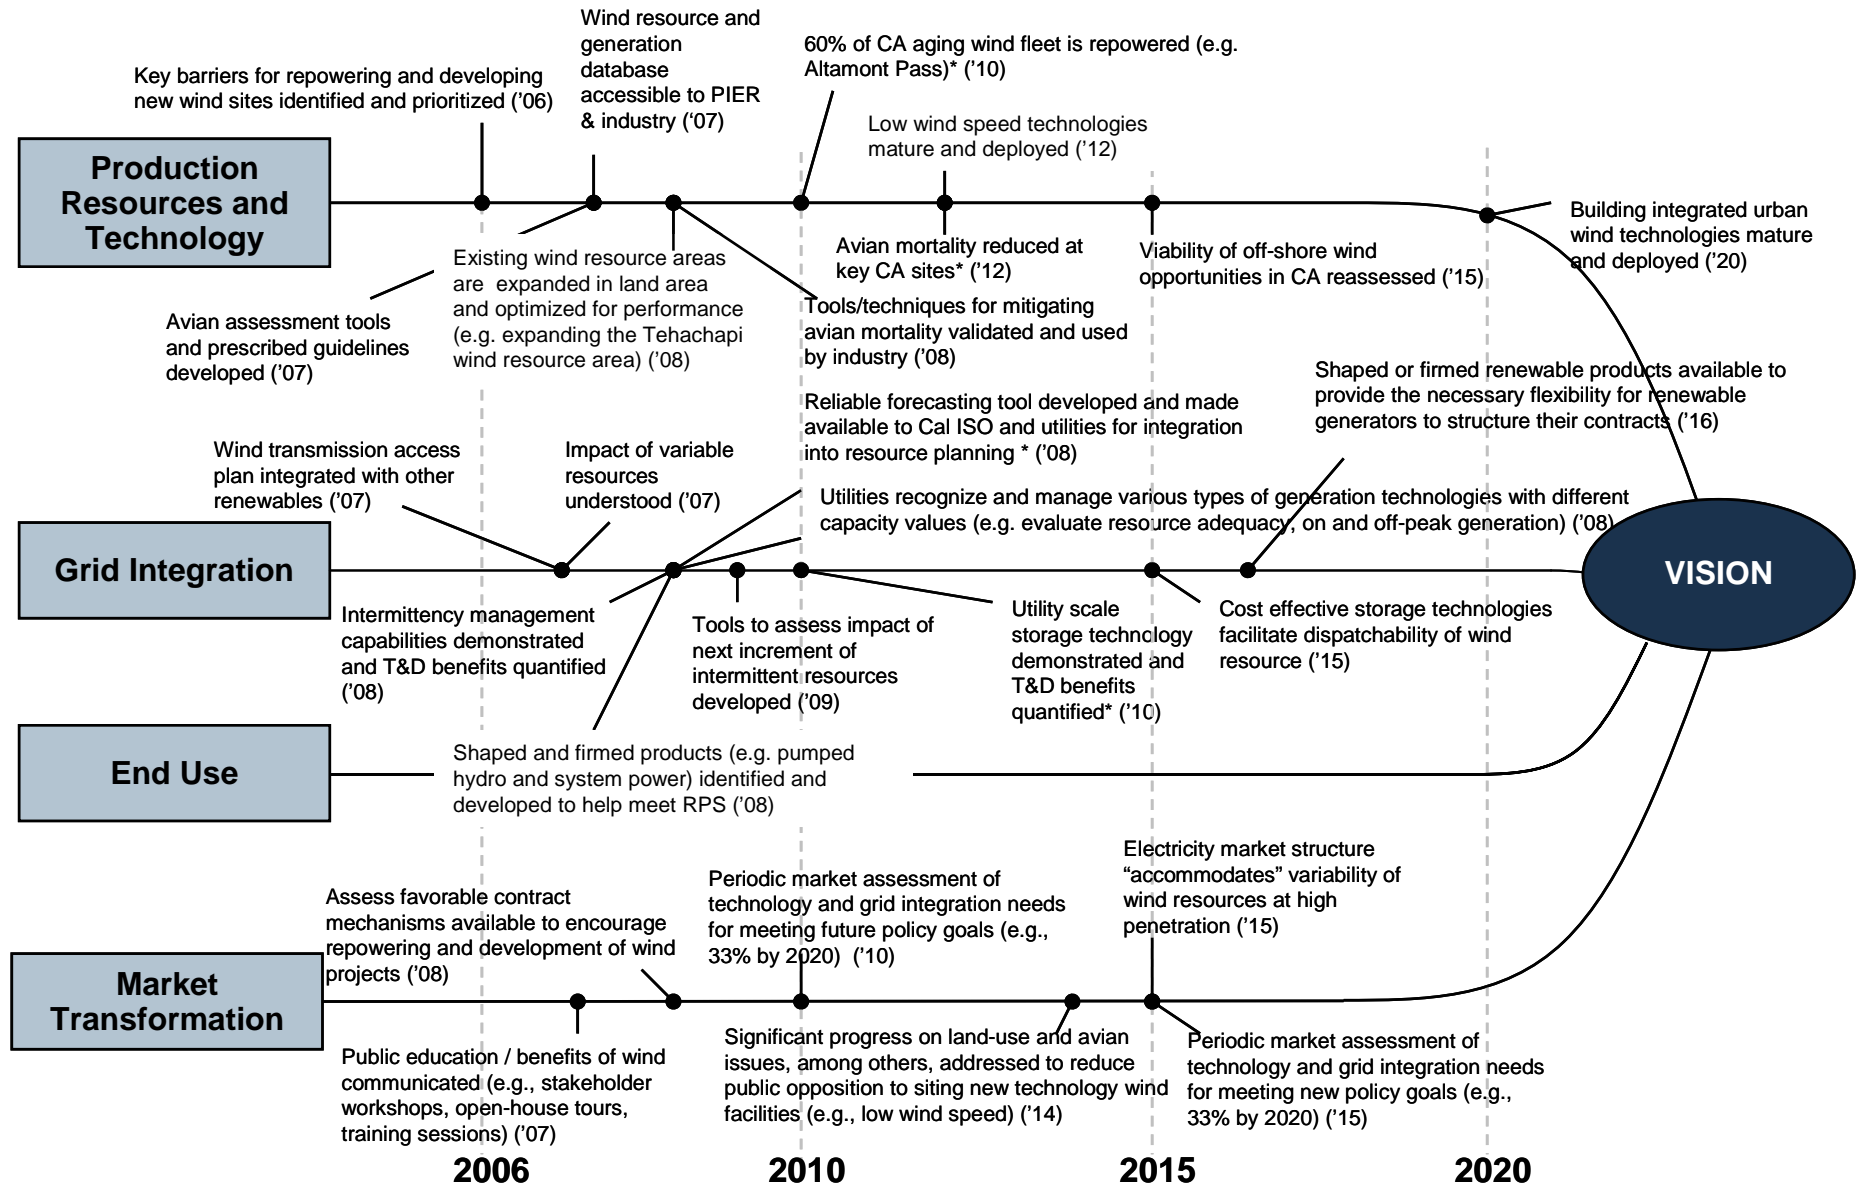 Wind resource and
generation
database
accessible to PIER
& industry (‘07)
60% of CA aging wind fleet is repowered (e.g.
Altamont Pass)* (’10)
Key barriers for repowering and developing
new wind sites identified and prioritized (’06)
Low wind speed technologies
mature and deployed (’12)
Production
Resources and
Technology
Building integrated urban
wind technologies mature
and deployed (’20)
Existing wind resource areas
are expanded in land area
and optimized for performance
(e.g. expanding the Tehachapi
wind resource area) (’08)
Avian mortality reduced at
key CA sites* (’12)
Viability of off-shore wind
opportunities in CA reassessed (’15)
Avian assessment tools
and prescribed guidelines
developed (’07)
Tools/techniques for mitigating
avian mortality validated and used
by industry (’08)
Shaped or firmed renewable products available to
provide the necessary flexibility for renewable
generators to structure their contracts (’16)
Reliable forecasting tool developed and made
available to Cal ISO and utilities for integration
into resource planning * (’08)
Wind transmission access
plan integrated with other
renewables (’07)
Impact of variable
resources
understood (’07)
Utilities recognize and manage various types of generation technologies with different
capacity values (e.g. evaluate resource adequacy, on and off-peak generation) (’08)
Grid Integration
VISION
Intermittency management
capabilities demonstrated
and T&D benefits quantified
(’08)
Tools to assess impact of
next increment of
intermittent resources
developed (’09)
Utility scale
storage technology
demonstrated and
T&D benefits
quantified* (’10)
Cost effective storage technologies
facilitate dispatchability of wind
resource (’15)
End Use
Shaped and firmed products (e.g. pumped
hydro and system power) identified and
developed to help meet RPS (’08)
Electricity market structure
“accommodates” variability of
wind resources at high
penetration (’15)
Periodic market assessment of
technology and grid integration needs
for meeting future policy goals (e.g.,
33% by 2020) (’10)
Assess favorable contract
mechanisms available to encourage
repowering and development of wind
projects (’08)
Market
Transformation
Public education / benefits of wind
communicated (e.g., stakeholder
workshops, open-house tours,
training sessions) (’07)
Significant progress on land-use and avian
issues, among others, addressed to reduce
public opposition to siting new technology wind
facilities (e.g., low wind speed) (’14)
Periodic market assessment of
technology and grid integration needs
for meeting new policy goals (e.g.,
33% by 2020) (’15)
2006
2010
2015
2020